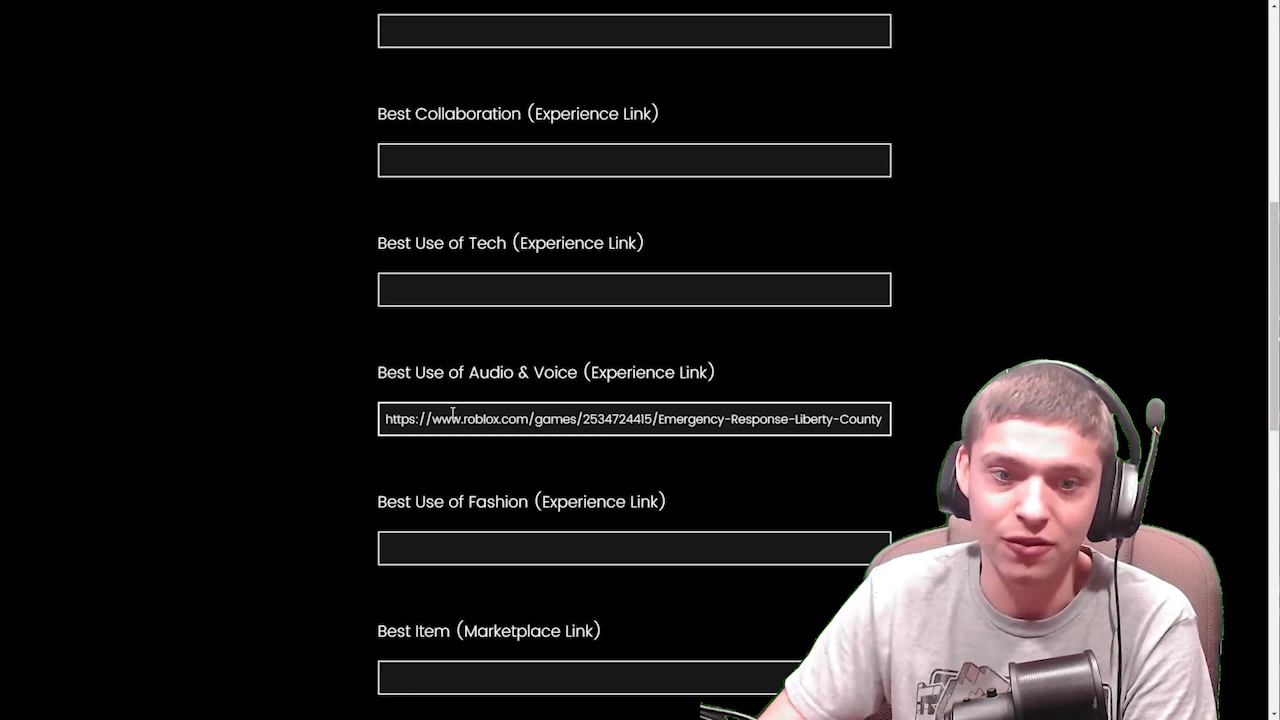 Best Collaboration (Experience Link)
Best Use of Tech (Experience Link)
Best Use of Audio & Voice (Experience Link)
https://www.roblox.com/games/2534724415/Emergency-Response-Liberty-County
Best Use of Fashion (Experience Link)
Best Item (Marketplace Link)